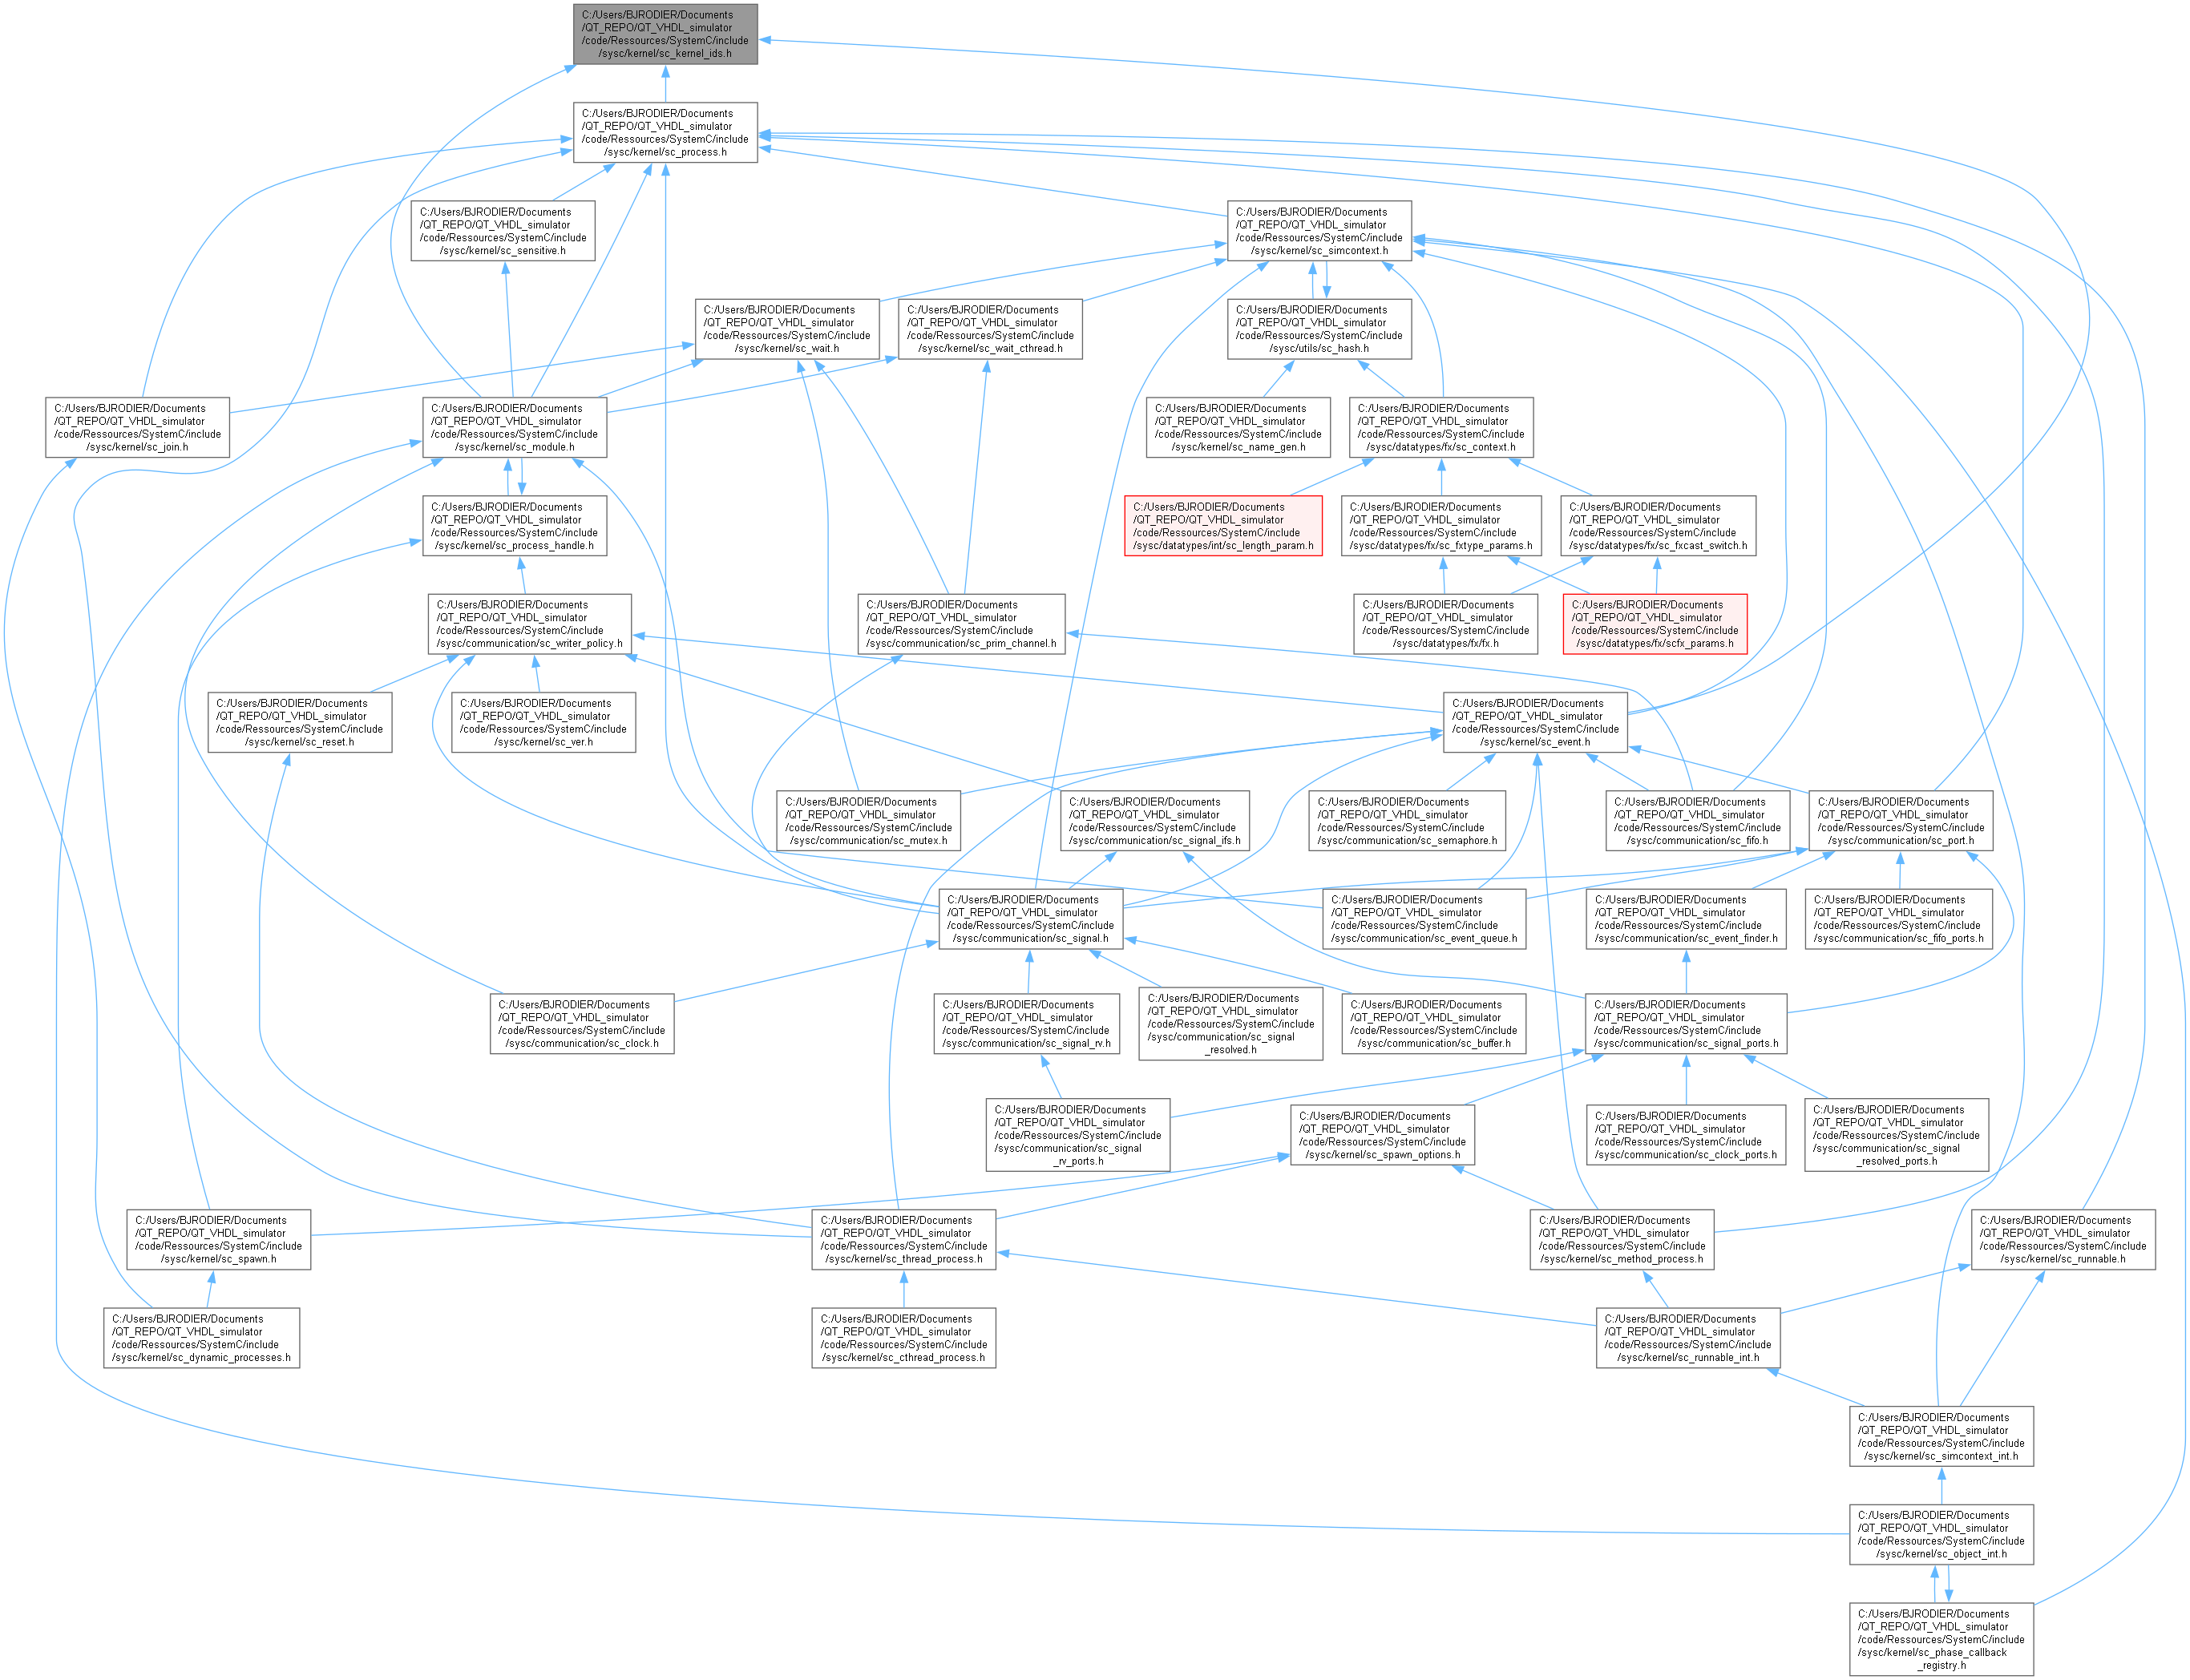 C:/Users/BJRODIER/Documents
/QT_REPO/QT_VHDL_simulator
/code/Ressources/SystemC/include
/sysc/kernel/sc_kernel_ids.h
C:/Users/BJRODIER/Documents
/QT_REPO/QT_VHDL_simulator
/code/Ressources/SystemC/include
/sysc/kernel/sc_process.h
C:/Users/BJRODIER/Documents
/QT_REPO/QT_VHDL_simulator
/code/Ressources/SystemC/include
/sysc/kernel/sc_sensitive.h
C:/Users/BJRODIER/Documents
/QT_REPO/QT_VHDL_simulator
/code/Ressources/SystemC/include
/sysc/kernel/sc_simcontext.h
C:/Users/BJRODIER/Documents
/QT_REPO/QT_VHDL_simulator
/code/Ressources/SystemC/include
/sysc/kernel/sc_wait.h
C:/Users/BJRODIER/Documents
/QT_REPO/QT_VHDL_simulator
/code/Ressources/SystemC/include
/sysc/kernel/sc_wait_cthread.h
C:/Users/BJRODIER/Documents
/QT_REPO/QT_VHDL_simulator
/code/Ressources/SystemC/include
/sysc/utils/sc_hash.h
C:/Users/BJRODIER/Documents
/QT_REPO/QT_VHDL_simulator
/code/Ressources/SystemC/include
/sysc/kernel/sc_join.h
C:/Users/BJRODIER/Documents
/QT_REPO/QT_VHDL_simulator
/code/Ressources/SystemC/include
/sysc/kernel/sc_module.h
C:/Users/BJRODIER/Documents
/QT_REPO/QT_VHDL_simulator
/code/Ressources/SystemC/include
/sysc/kernel/sc_name_gen.h
C:/Users/BJRODIER/Documents
/QT_REPO/QT_VHDL_simulator
/code/Ressources/SystemC/include
/sysc/datatypes/fx/sc_context.h
C:/Users/BJRODIER/Documents
/QT_REPO/QT_VHDL_simulator
/code/Ressources/SystemC/include
/sysc/kernel/sc_process_handle.h
C:/Users/BJRODIER/Documents
/QT_REPO/QT_VHDL_simulator
/code/Ressources/SystemC/include
/sysc/datatypes/int/sc_length_param.h
C:/Users/BJRODIER/Documents
/QT_REPO/QT_VHDL_simulator
/code/Ressources/SystemC/include
/sysc/datatypes/fx/sc_fxtype_params.h
C:/Users/BJRODIER/Documents
/QT_REPO/QT_VHDL_simulator
/code/Ressources/SystemC/include
/sysc/datatypes/fx/sc_fxcast_switch.h
C:/Users/BJRODIER/Documents
/QT_REPO/QT_VHDL_simulator
/code/Ressources/SystemC/include
/sysc/communication/sc_writer_policy.h
C:/Users/BJRODIER/Documents
/QT_REPO/QT_VHDL_simulator
/code/Ressources/SystemC/include
/sysc/communication/sc_prim_channel.h
C:/Users/BJRODIER/Documents
/QT_REPO/QT_VHDL_simulator
/code/Ressources/SystemC/include
/sysc/datatypes/fx/fx.h
C:/Users/BJRODIER/Documents
/QT_REPO/QT_VHDL_simulator
/code/Ressources/SystemC/include
/sysc/datatypes/fx/scfx_params.h
C:/Users/BJRODIER/Documents
/QT_REPO/QT_VHDL_simulator
/code/Ressources/SystemC/include
/sysc/kernel/sc_reset.h
C:/Users/BJRODIER/Documents
/QT_REPO/QT_VHDL_simulator
/code/Ressources/SystemC/include
/sysc/kernel/sc_ver.h
C:/Users/BJRODIER/Documents
/QT_REPO/QT_VHDL_simulator
/code/Ressources/SystemC/include
/sysc/kernel/sc_event.h
C:/Users/BJRODIER/Documents
/QT_REPO/QT_VHDL_simulator
/code/Ressources/SystemC/include
/sysc/communication/sc_mutex.h
C:/Users/BJRODIER/Documents
/QT_REPO/QT_VHDL_simulator
/code/Ressources/SystemC/include
/sysc/communication/sc_signal_ifs.h
C:/Users/BJRODIER/Documents
/QT_REPO/QT_VHDL_simulator
/code/Ressources/SystemC/include
/sysc/communication/sc_semaphore.h
C:/Users/BJRODIER/Documents
/QT_REPO/QT_VHDL_simulator
/code/Ressources/SystemC/include
/sysc/communication/sc_fifo.h
C:/Users/BJRODIER/Documents
/QT_REPO/QT_VHDL_simulator
/code/Ressources/SystemC/include
/sysc/communication/sc_port.h
C:/Users/BJRODIER/Documents
/QT_REPO/QT_VHDL_simulator
/code/Ressources/SystemC/include
/sysc/communication/sc_signal.h
C:/Users/BJRODIER/Documents
/QT_REPO/QT_VHDL_simulator
/code/Ressources/SystemC/include
/sysc/communication/sc_event_queue.h
C:/Users/BJRODIER/Documents
/QT_REPO/QT_VHDL_simulator
/code/Ressources/SystemC/include
/sysc/communication/sc_event_finder.h
C:/Users/BJRODIER/Documents
/QT_REPO/QT_VHDL_simulator
/code/Ressources/SystemC/include
/sysc/communication/sc_fifo_ports.h
C:/Users/BJRODIER/Documents
/QT_REPO/QT_VHDL_simulator
/code/Ressources/SystemC/include
/sysc/communication/sc_clock.h
C:/Users/BJRODIER/Documents
/QT_REPO/QT_VHDL_simulator
/code/Ressources/SystemC/include
/sysc/communication/sc_signal_rv.h
C:/Users/BJRODIER/Documents
/QT_REPO/QT_VHDL_simulator
/code/Ressources/SystemC/include
/sysc/communication/sc_signal
_resolved.h
C:/Users/BJRODIER/Documents
/QT_REPO/QT_VHDL_simulator
/code/Ressources/SystemC/include
/sysc/communication/sc_buffer.h
C:/Users/BJRODIER/Documents
/QT_REPO/QT_VHDL_simulator
/code/Ressources/SystemC/include
/sysc/communication/sc_signal_ports.h
C:/Users/BJRODIER/Documents
/QT_REPO/QT_VHDL_simulator
/code/Ressources/SystemC/include
/sysc/communication/sc_signal
_rv_ports.h
C:/Users/BJRODIER/Documents
/QT_REPO/QT_VHDL_simulator
/code/Ressources/SystemC/include
/sysc/kernel/sc_spawn_options.h
C:/Users/BJRODIER/Documents
/QT_REPO/QT_VHDL_simulator
/code/Ressources/SystemC/include
/sysc/communication/sc_clock_ports.h
C:/Users/BJRODIER/Documents
/QT_REPO/QT_VHDL_simulator
/code/Ressources/SystemC/include
/sysc/communication/sc_signal
_resolved_ports.h
C:/Users/BJRODIER/Documents
/QT_REPO/QT_VHDL_simulator
/code/Ressources/SystemC/include
/sysc/kernel/sc_spawn.h
C:/Users/BJRODIER/Documents
/QT_REPO/QT_VHDL_simulator
/code/Ressources/SystemC/include
/sysc/kernel/sc_thread_process.h
C:/Users/BJRODIER/Documents
/QT_REPO/QT_VHDL_simulator
/code/Ressources/SystemC/include
/sysc/kernel/sc_method_process.h
C:/Users/BJRODIER/Documents
/QT_REPO/QT_VHDL_simulator
/code/Ressources/SystemC/include
/sysc/kernel/sc_runnable.h
C:/Users/BJRODIER/Documents
/QT_REPO/QT_VHDL_simulator
/code/Ressources/SystemC/include
/sysc/kernel/sc_dynamic_processes.h
C:/Users/BJRODIER/Documents
/QT_REPO/QT_VHDL_simulator
/code/Ressources/SystemC/include
/sysc/kernel/sc_cthread_process.h
C:/Users/BJRODIER/Documents
/QT_REPO/QT_VHDL_simulator
/code/Ressources/SystemC/include
/sysc/kernel/sc_runnable_int.h
C:/Users/BJRODIER/Documents
/QT_REPO/QT_VHDL_simulator
/code/Ressources/SystemC/include
/sysc/kernel/sc_simcontext_int.h
C:/Users/BJRODIER/Documents
/QT_REPO/QT_VHDL_simulator
/code/Ressources/SystemC/include
/sysc/kernel/sc_object_int.h
C:/Users/BJRODIER/Documents
/QT_REPO/QT_VHDL_simulator
/code/Ressources/SystemC/include
/sysc/kernel/sc_phase_callback
_registry.h